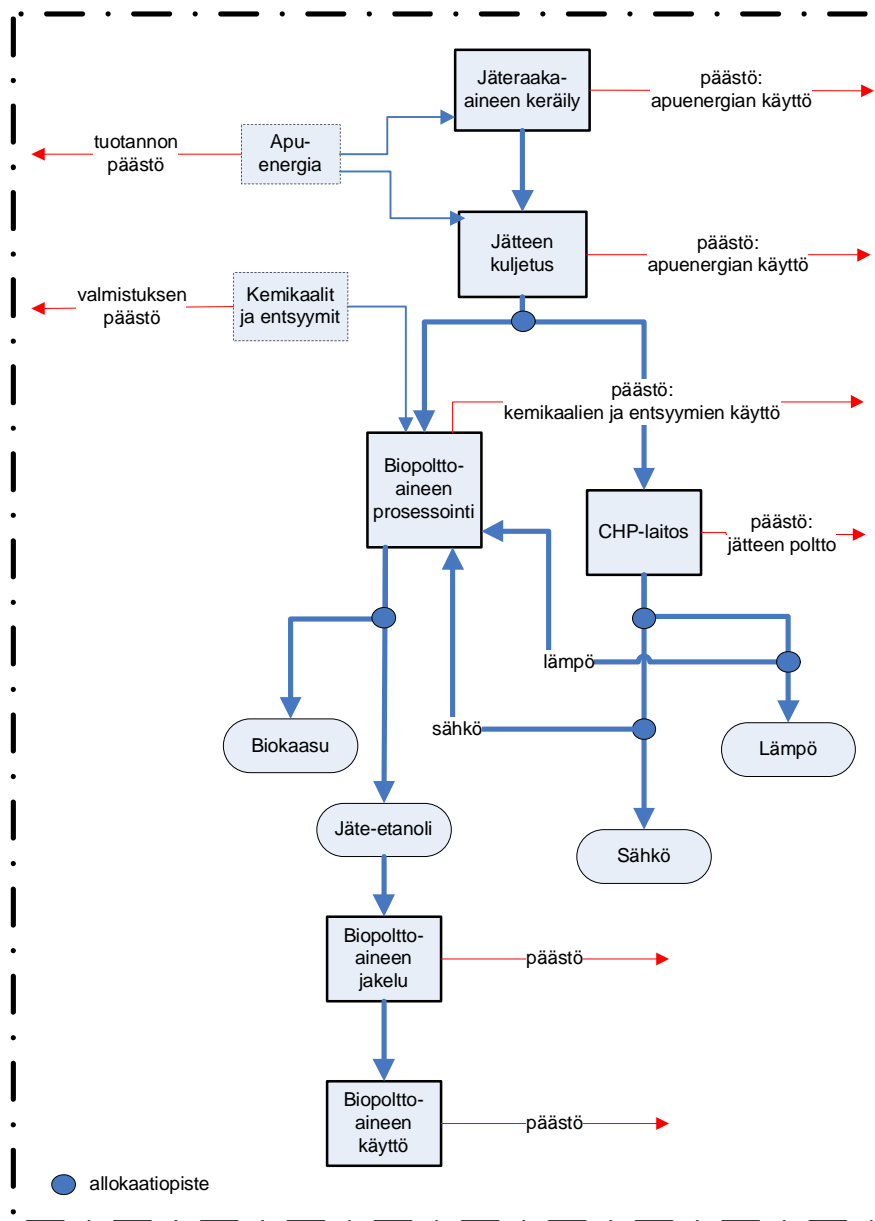 Jäteraaka-
aineen keräily
päästö:
apuenergian käyttö
tuotannon
päästö
Apu-
energia
Jätteen
kuljetus
päästö:
apuenergian käyttö
valmistuksen
päästö
Kemikaalit
ja entsyymit
päästö:
kemikaalien ja entsyymien käyttö
Biopoltto-
aineen
prosessointi
CHP-laitos
päästö:
jätteen poltto
lämpö
sähkö
Biokaasu
Lämpö
Jäte-etanoli
Sähkö
Biopoltto-
aineen
jakelu
päästö
Biopoltto-
aineen
käyttö
päästö
allokaatiopiste